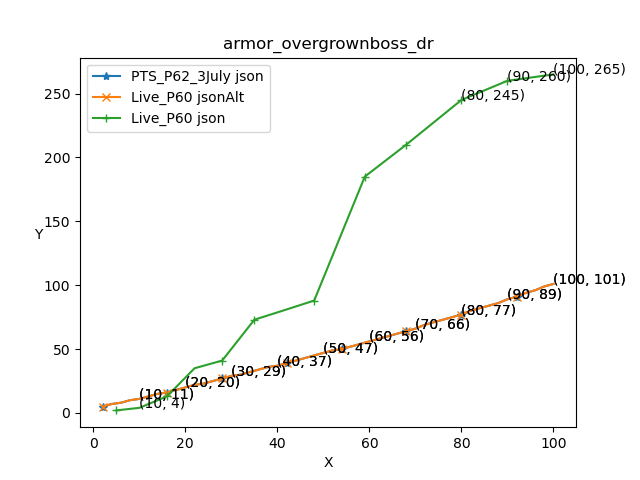 armor_overgrownboss_dr
PTS_P62_3July json
Live_P60 jsonAlt
Live_P60 json
(100, 265)
(90, 260)
(80, 245)
(100, 101)
(90, 89)
(80, 77)
(70, 66)
(60, 56)
(50, 47)
(40, 37)
(30, 29)
(20, 20)
(10, 11)
(10, 4)
Y
250
200
150
100
50
0
0 20 40 60 80 100
X